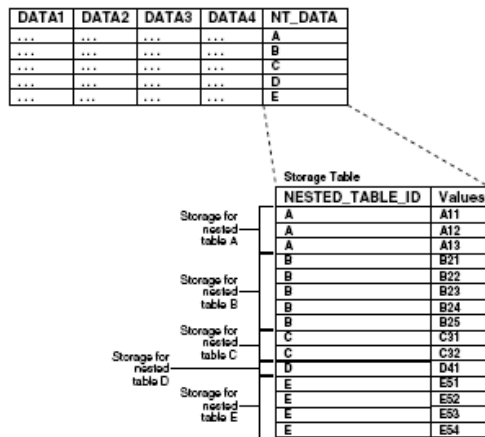 DATA1 DATA2 DATA3 DATA4 NT_DATA
... ... ... ... A
... ... ... ... B
... ... ... ... C
... ... ... ... D
... ... ... ... E
Storage Table
NESTED_TABLE_ID Values
A A11
A A12
A A13
B B21
B B22
B B23
B B24
B B25
C C31
C C32
D D41
E E51
E E52
E E53
E E54
Storage for
nested
table A
Storage for
nested
table B
Storage for
nested
table C
Storage for
nested
table D
Storage for
nested
table E